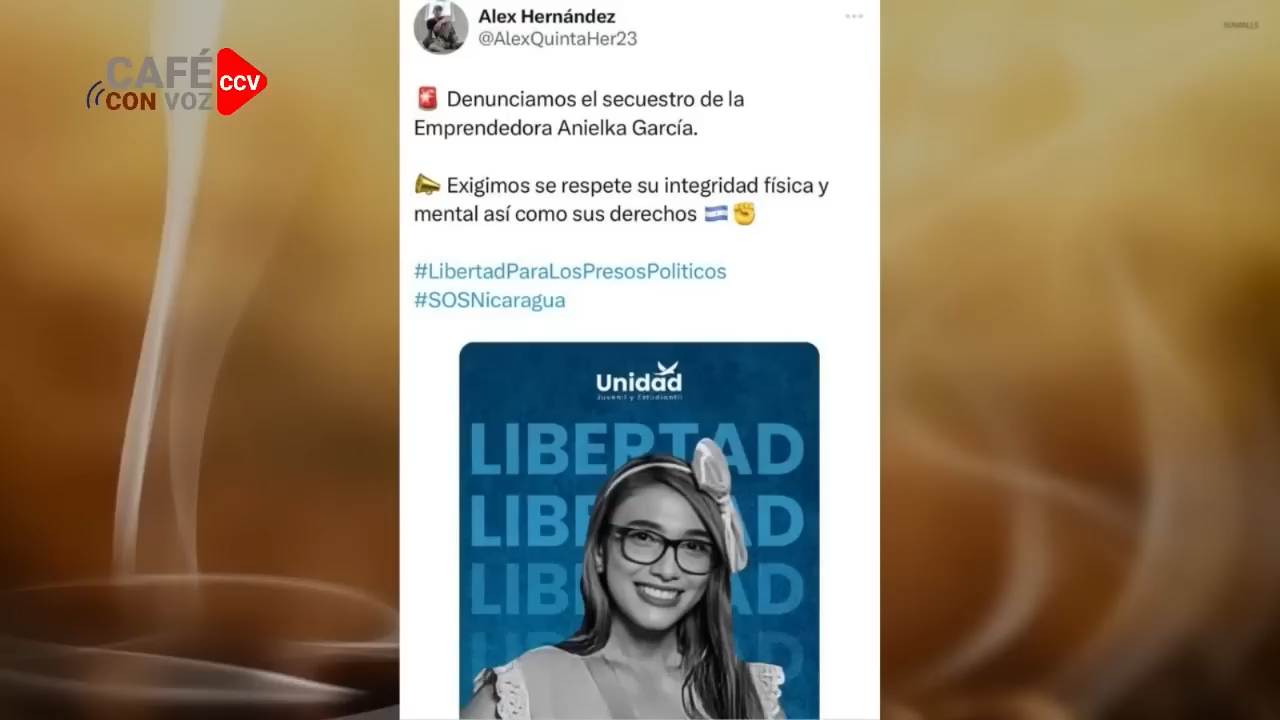 CAFÉ
CON VOZ
CCV
Alex Hernández
@AlexQuintaHer23
🚨 Denunciamos el secuestro de la
Emprendedora Anielka García.
📣 Exigimos se respete su integridad física y
mental así como sus derechos 🇳🇮✊
#LibertadParaLosPresosPoliticos
#SOSNicaragua
Unidad
Juvenil y Estudiantil
LIBERTAD
LIBERTAD
LIBERTAD
LIBERTAD